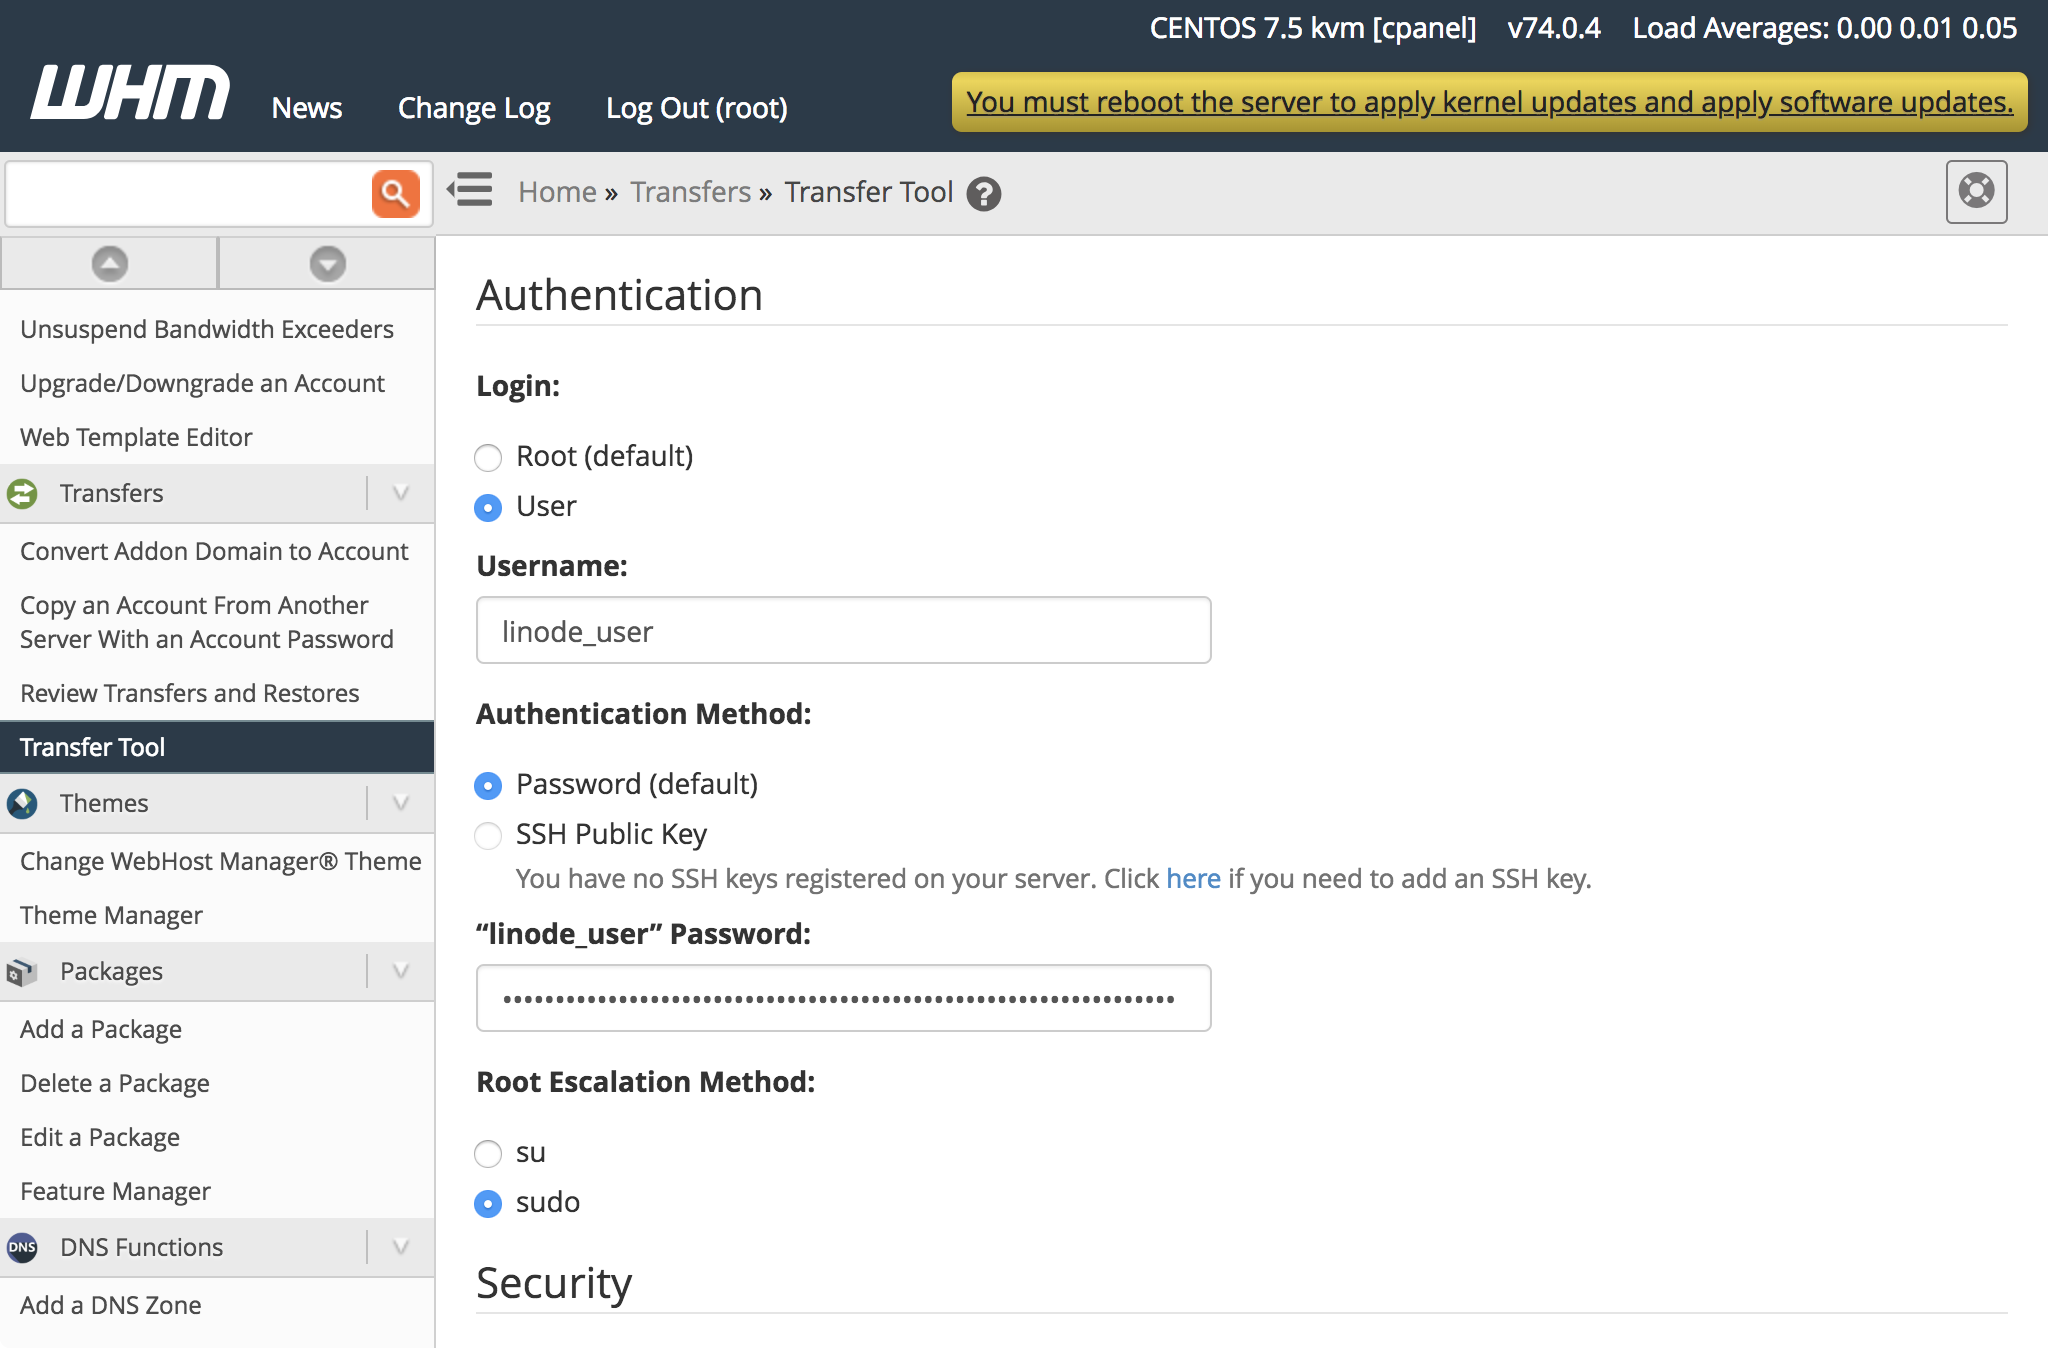 CENTOS 7.5 kvm [cpanel] v74.0.4 Load Averages: 0.00 0.01 0.05
WHM News Change Log Log Out (root)
You must reboot the server to apply kernel updates and apply software updates.
Home » Transfers » Transfer Tool ?
Unsuspend Bandwidth Exceeders
Upgrade/Downgrade an Account
Web Template Editor
Transfers
Convert Addon Domain to Account
Copy an Account From Another
Server With an Account Password
Review Transfers and Restores
Transfer Tool
Themes
Change WebHost Manager® Theme
Theme Manager
Packages
Add a Package
Delete a Package
Edit a Package
Feature Manager
DNS DNS Functions
Add a DNS Zone
Authentication
Login:
Root (default)
User
Username:
linode_user
Authentication Method:
Password (default)
SSH Public Key
You have no SSH keys registered on your server. Click here if you need to add an SSH key.
“linode_user” Password:
Root Escalation Method:
su
sudo
Security